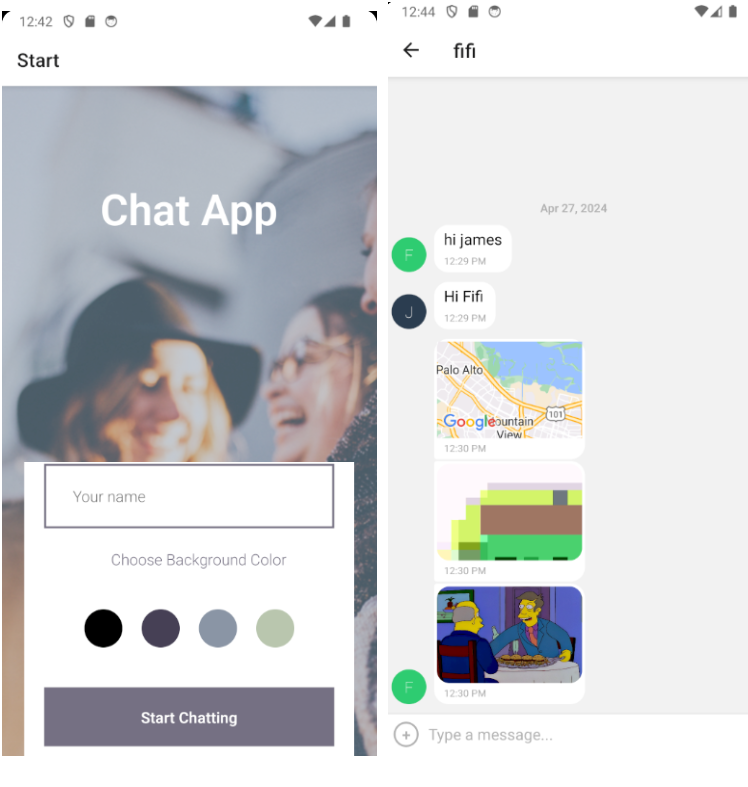 12:42
Start
Chat App
Your name
Choose Background Color
Start Chatting
12:44
fifi
Apr 27, 2024
F
hi james
12:29 PM
J
Hi Fifi
12:29 PM
Palo Alto
101
Google
ountain
View
12:30 PM
12:30 PM
F
12:30 PM
Type a message...